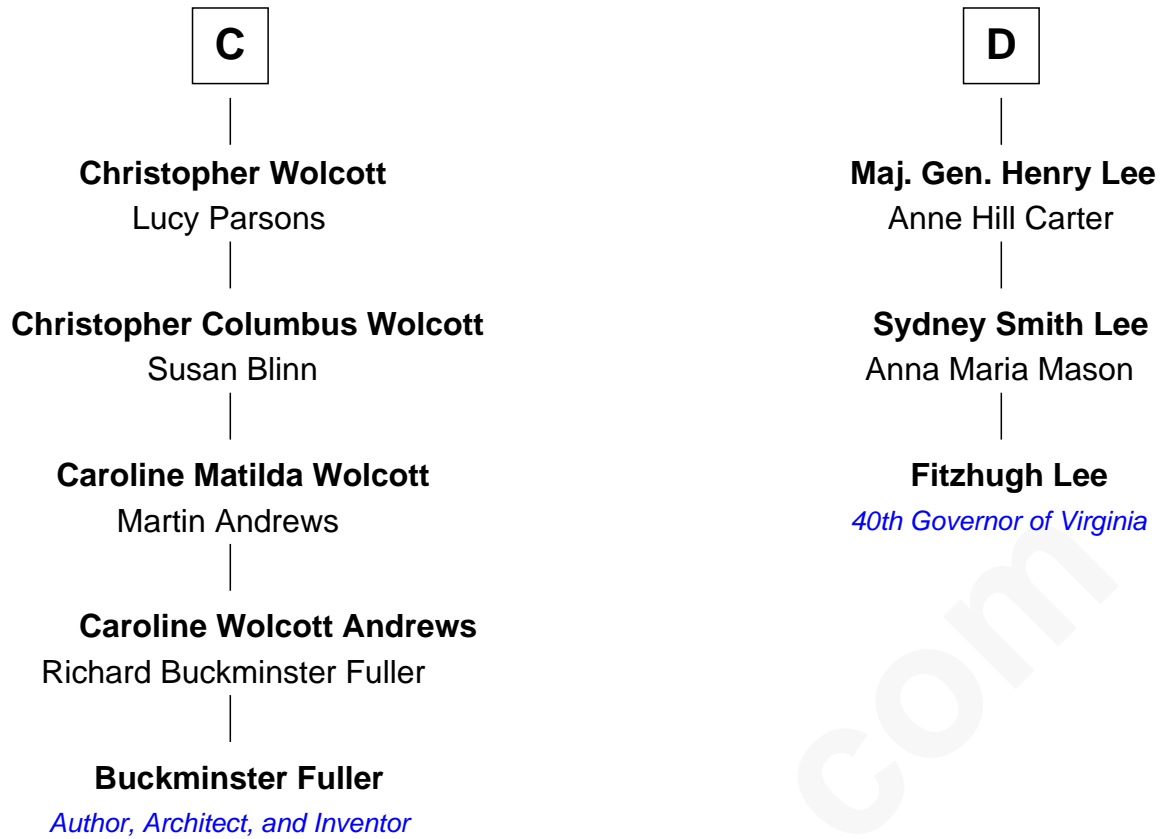 C
Christopher Wolcott
Lucy Parsons
Christopher Columbus Wolcott
Susan Blinn
Caroline Matilda Wolcott
Martin Andrews
Caroline Wolcott Andrews
Richard Buckminster Fuller
Buckminster Fuller
Author, Architect, and Inventor
D
Maj. Gen. Henry Lee
Anne Hill Carter
Sydney Smith Lee
Anna Maria Mason
Fitzhugh Lee
40th Governor of Virginia
com